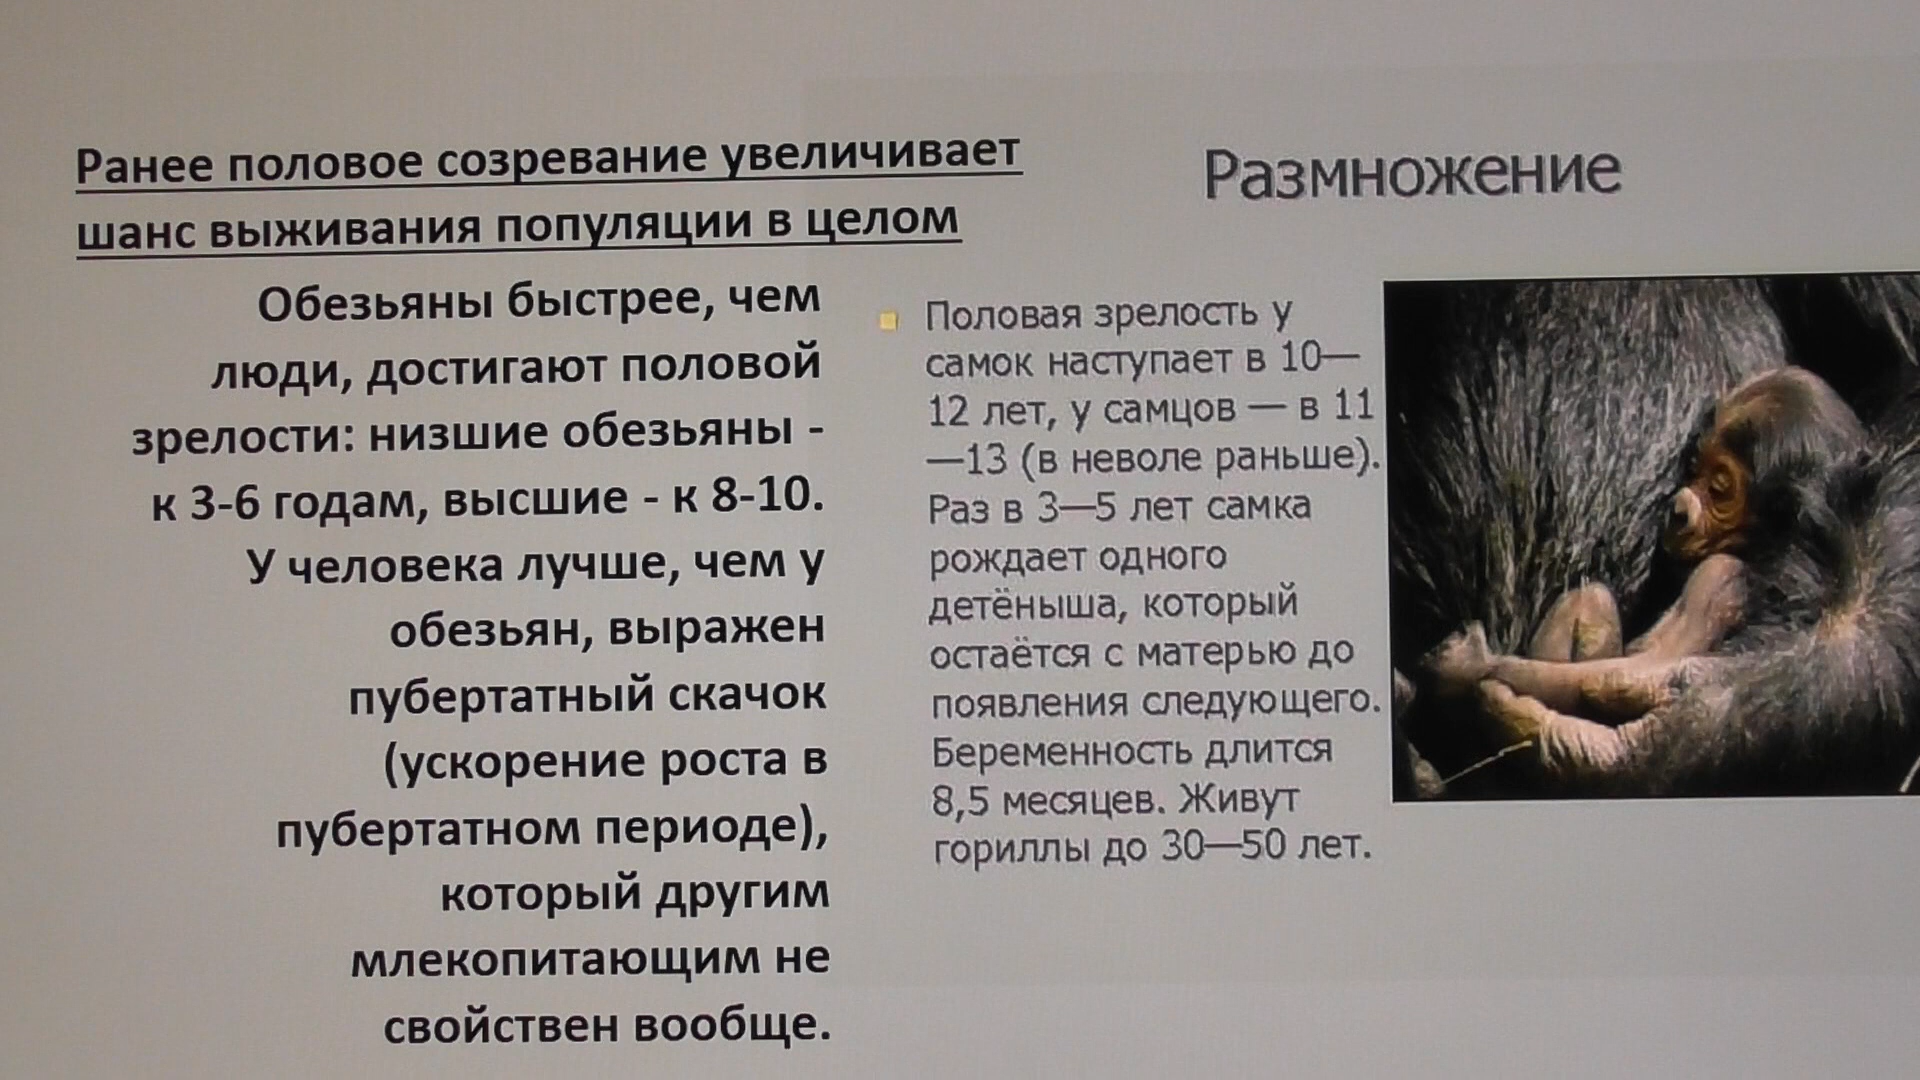 Ранее половое созревание увеличивает
шанс выживания популяции в целом
Обезьяны быстрее, чем
люди, достигают половой
зрелости: низшие обезьяны -
к 3-6 годам, высшие - к 8-10.
У человека лучше, чем у
обезьян, выражен
пубертатный скачок
(ускорение роста в
пубертатном периоде),
который другим
млекопитающим не
свойствен вообще.
Размножение
Половая зрелость у
самок наступает в 10—
12 лет, у самцов — в 11
—13 (в неволе раньше).
Раз в 3—5 лет самка
рождает одного
детёныша, который
остаётся с матерью до
появления следующего.
Беременность длится
8,5 месяцев. Живут
гориллы до 30—50 лет.